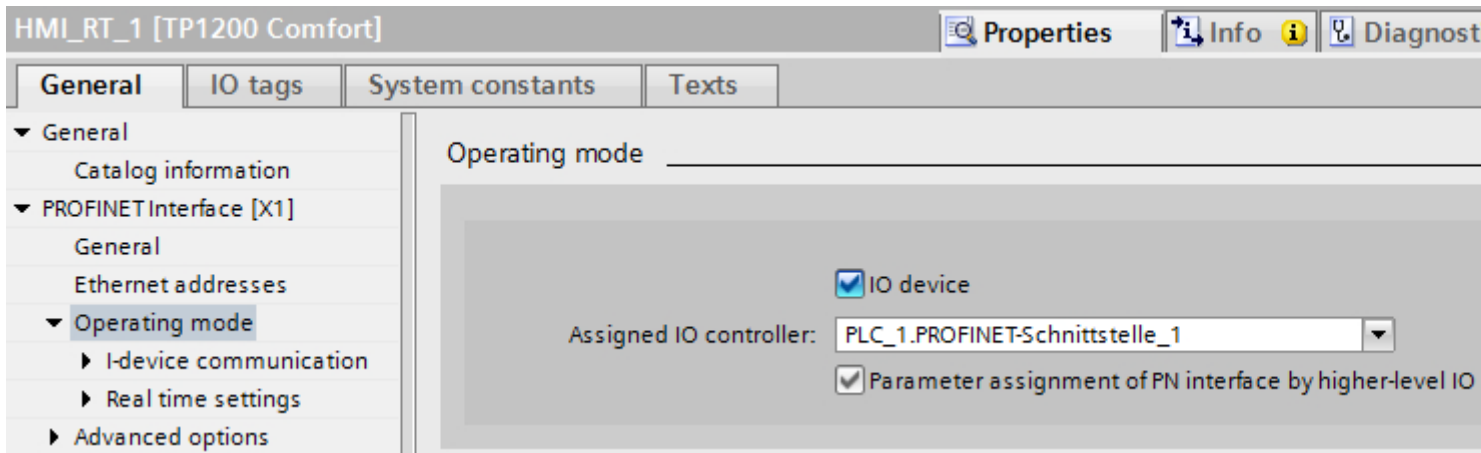 HMI_RT_1 [TP1200 Comfort]
Properties
Info
Diagnost
General
IO tags
System constants
Texts
General
Catalog information
PROFINET Interface [X1]
General
Ethernet addresses
Operating mode
I-device communication
Real time settings
Advanced options
Operating mode
IO device
Assigned IO controller: PLC_1.PROFINET-Schnittstelle_1
Parameter assignment of PN interface by higher-level IO